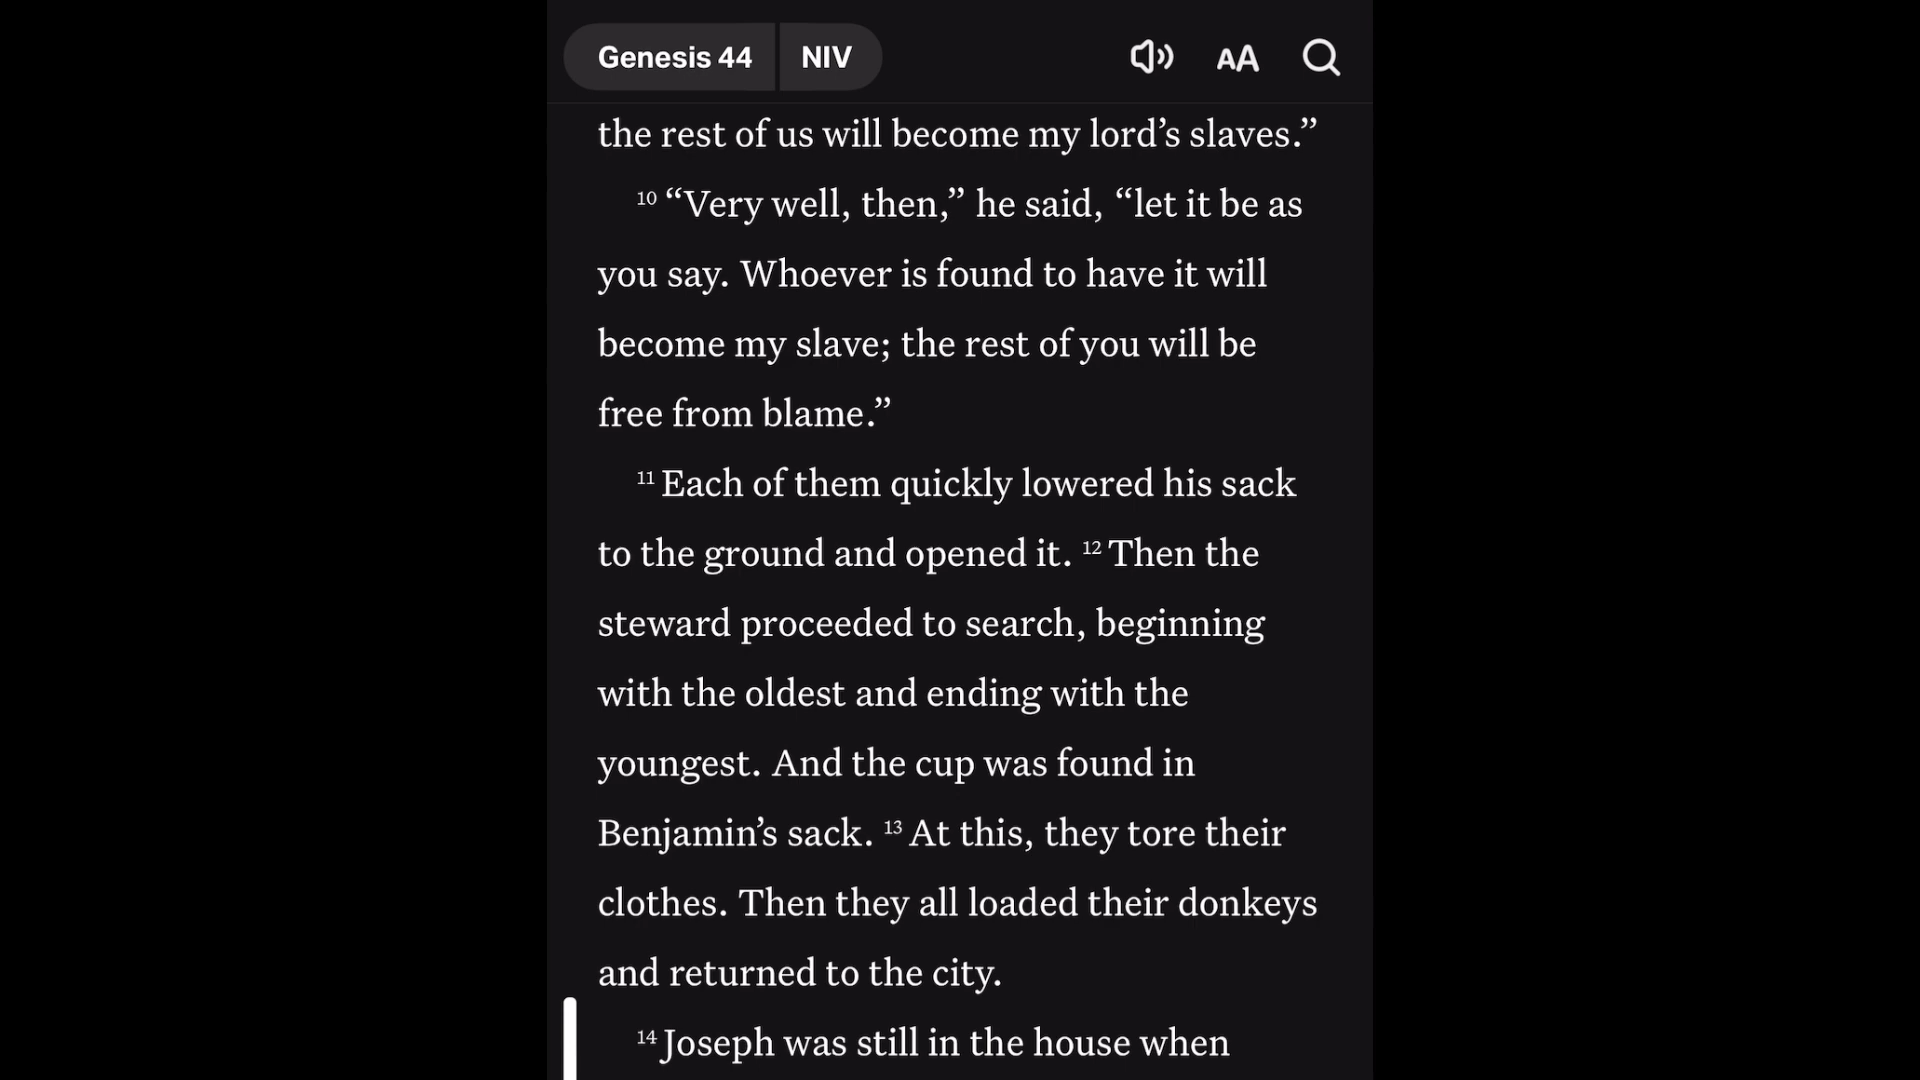 Genesis 44 NIV AA
the rest of us will become my lord’s slaves.”
10 “Very well, then,” he said, “let it be as
you say. Whoever is found to have it will
become my slave; the rest of you will be
free from blame.”
11 Each of them quickly lowered his sack
to the ground and opened it. 12 Then the
steward proceeded to search, beginning
with the oldest and ending with the
youngest. And the cup was found in
Benjamin’s sack. 13 At this, they tore their
clothes. Then they all loaded their donkeys
and returned to the city.
14 Joseph was still in the house when